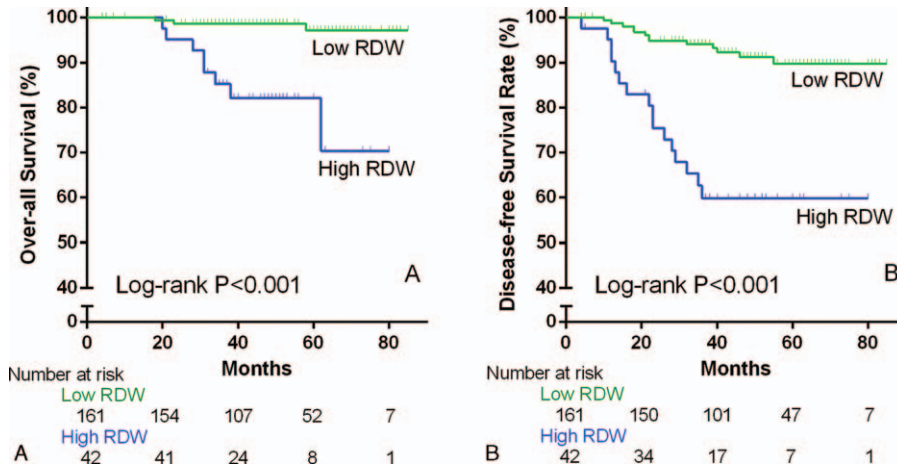 Over-all Survival (%)
100
90
80
70
60
50
40
0
Low RDW
High RDW
A
Log-rank P<0.001
0 20 40 60 80
Months
Number at risk
Low RDW
161 154 107 52 7
High RDW
A 42 41 24 8 1
Disease-free Survival Rate (%)
100
90
80
70
60
50
40
0
Low RDW
High RDW
B
Log-rank P<0.001
0 20 40 60 80
Months
Number at risk
Low RDW
161 150 101 47 7
High RDW
B 42 34 17 7 1